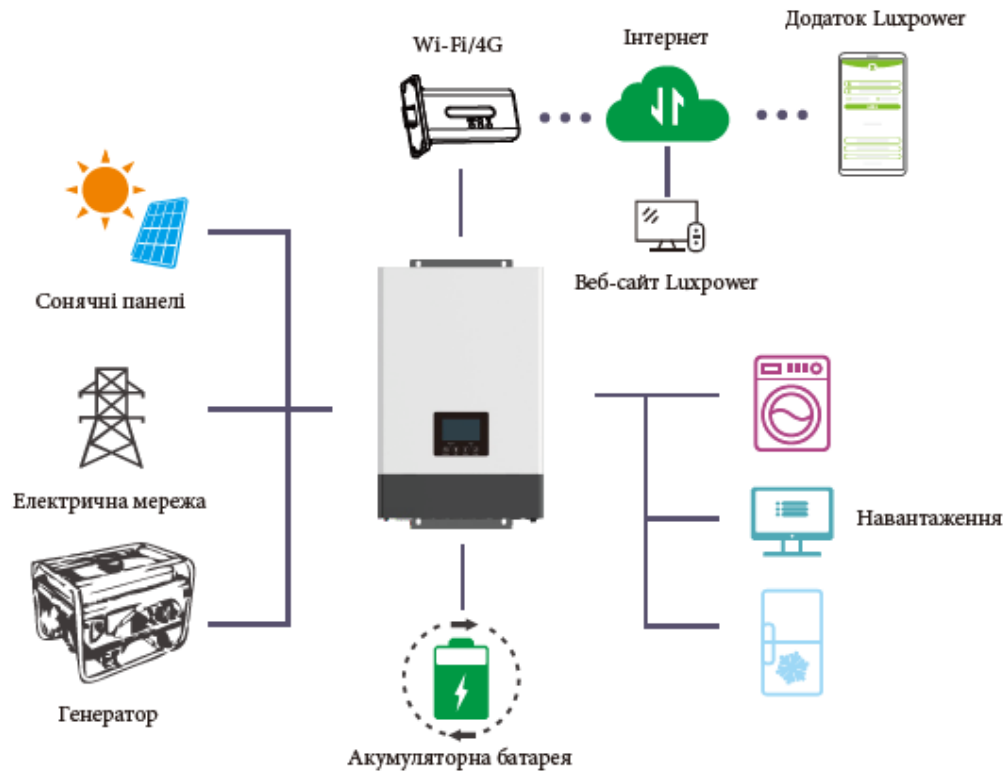 Wi-Fi/4G
Інтернет
Додаток Luxpower
Веб-сайт Luxpower
Сонячні панелі
Електрична мережа
Навантаження
Генератор
Акумуляторна батарея